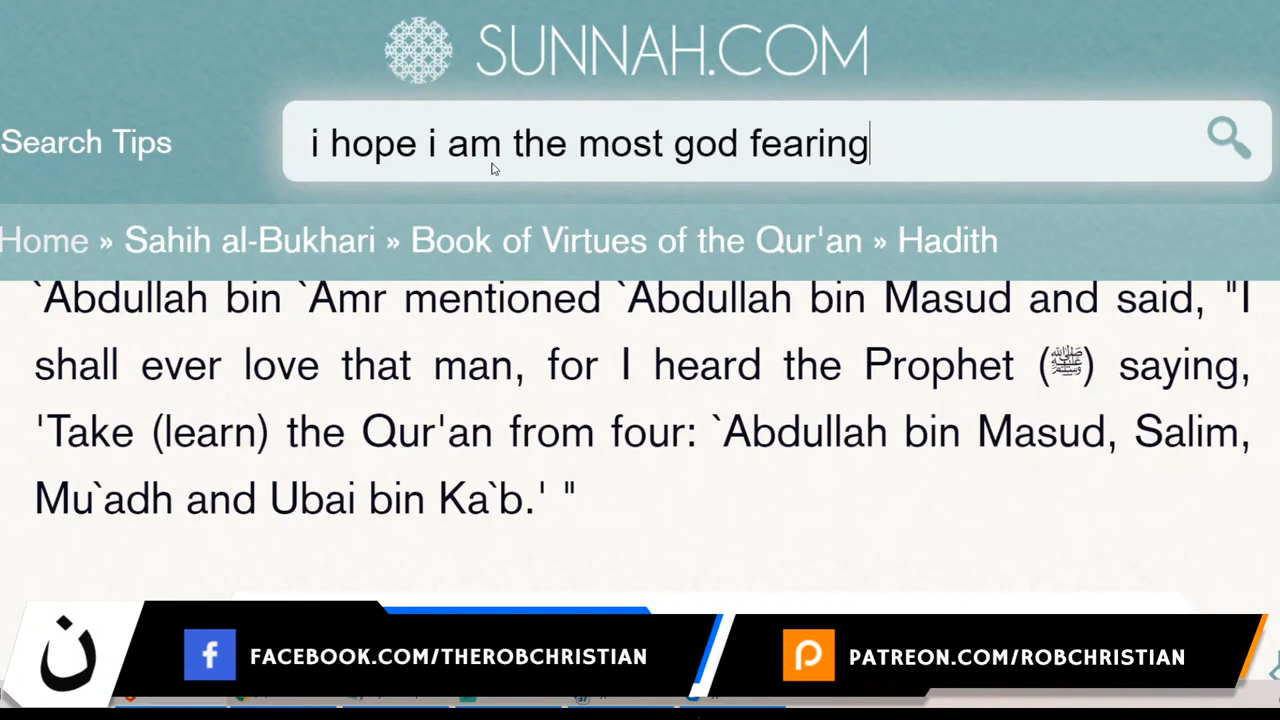 SUNNAH.COM
Search Tips
i hope i am the most god fearing
Home » Sahih al-Bukhari » Book of Virtues of the Qur'an » Hadith
`Abdullah bin `Amr mentioned `Abdullah bin Masud and said, "I
shall ever love that man, for I heard the Prophet (ﷺ) saying,
'Take (learn) the Qur'an from four: `Abdullah bin Masud, Salim,
Mu`adh and Ubai bin Ka`b.' "
ن
f FACEBOOK.COM/THEROBCHRISTIAN
PATREON.COM/ROBCHRISTIAN